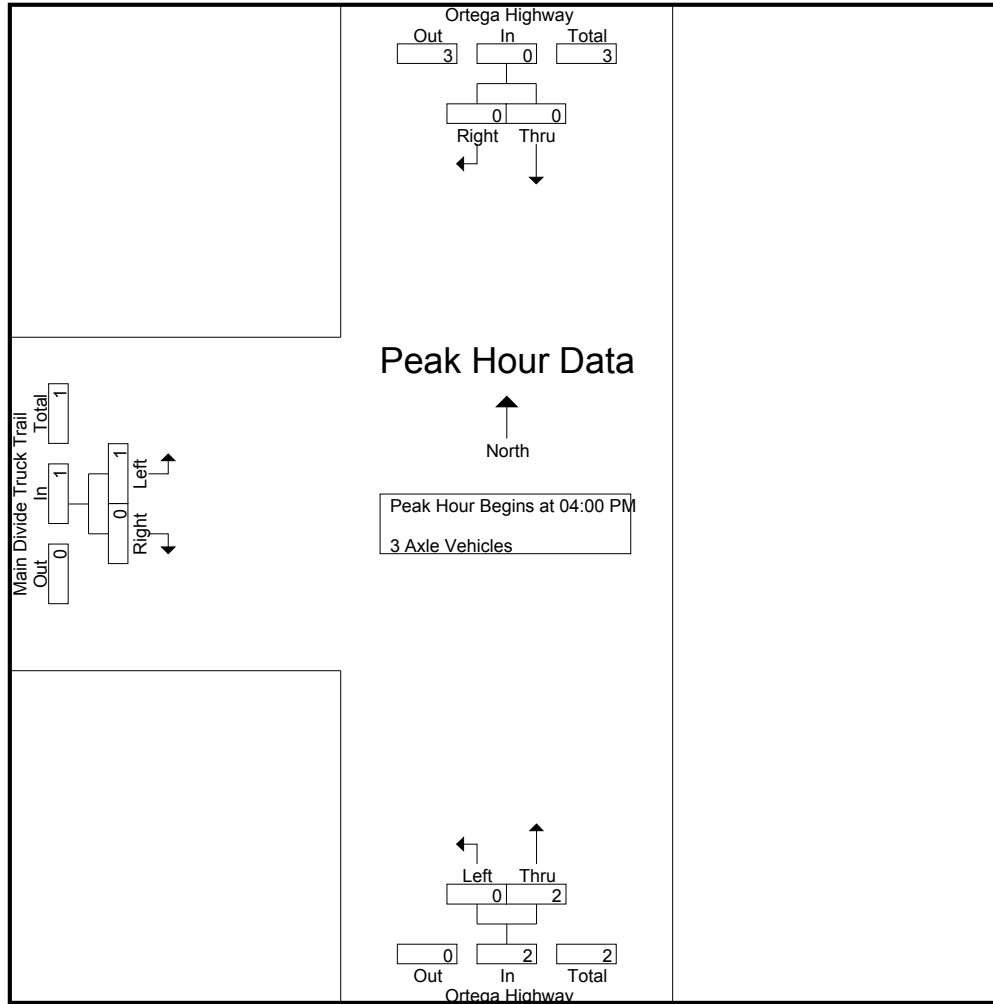 Ortega Highway
Out In Total
3 0 3
0 0
Right Thru
Peak Hour Data
North
Main Divide Truck Trail
Out In Total
0 1 1
0 1
Right Left
Peak Hour Begins at 04:00 PM
3 Axle Vehicles
Left Thru
0 2
0 2 2
Out In Total
Ortega Highway